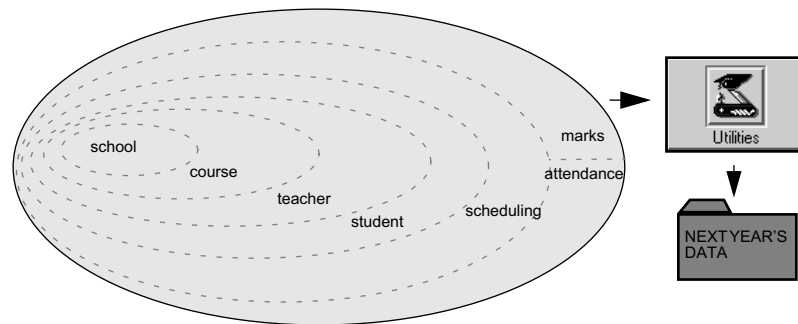 school
course
teacher
student
scheduling
marks
attendance
Utilities
NEXT YEAR'S
DATA